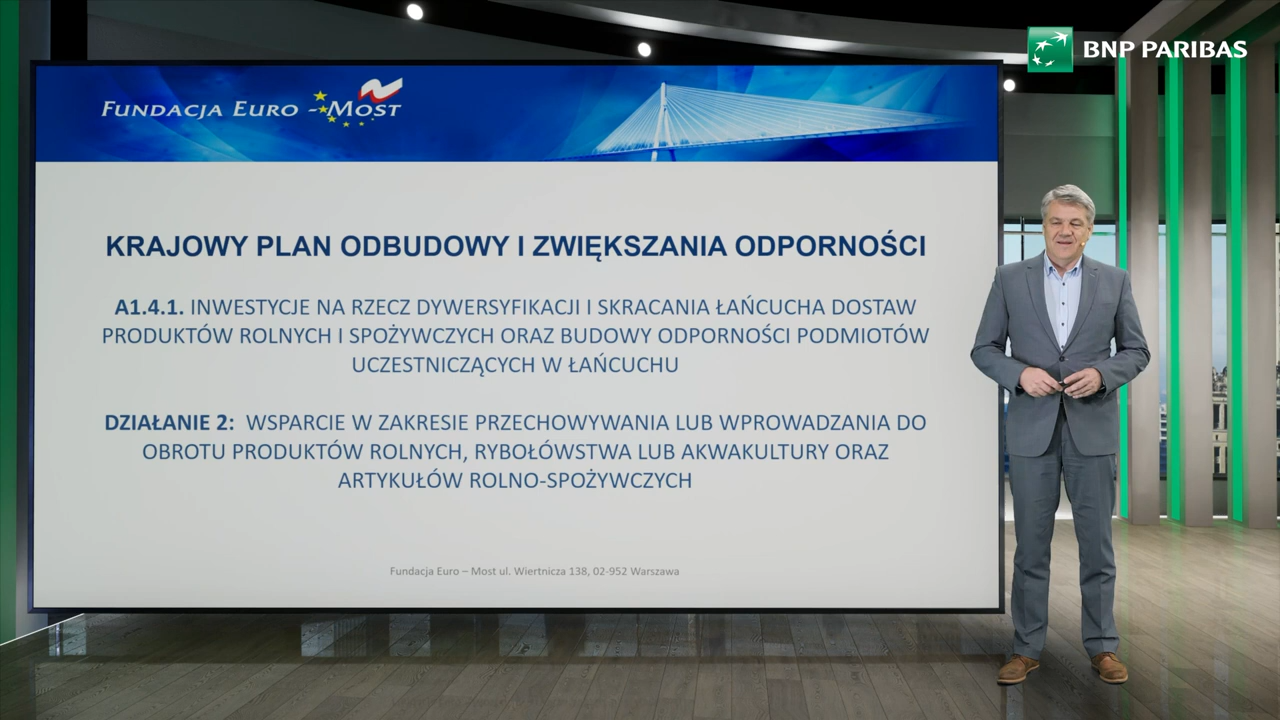 BNP PARIBAS
FUNDACJA EURO - MOST
KRAJOWY PLAN ODBUDOWY I ZWIĘKSZANIA ODPORNOŚCI
A1.4.1. INWESTYCJE NA RZECZ DYWERSYFIKACJI I SKRACANIA ŁAŃCUCHA DOSTAW
PRODUKTÓW ROLNYCH I SPOŻYWCZYCH ORAZ BUDOWY ODPORNOŚCI PODMIOTÓW
UCZESTNICZĄCYCH W ŁAŃCUCHU
DZIAŁANIE 2: WSPARCIE W ZAKRESIE PRZECHOWYWANIA LUB WPROWADZANIA DO
OBROTU PRODUKTÓW ROLNYCH, RYBOŁÓWSTWA LUB AKWAKULTURY ORAZ
ARTYKUŁÓW ROLNO-SPOŻYWCZYCH
Fundacja Euro – Most ul. Wiertnicza 138, 02-952 Warszawa